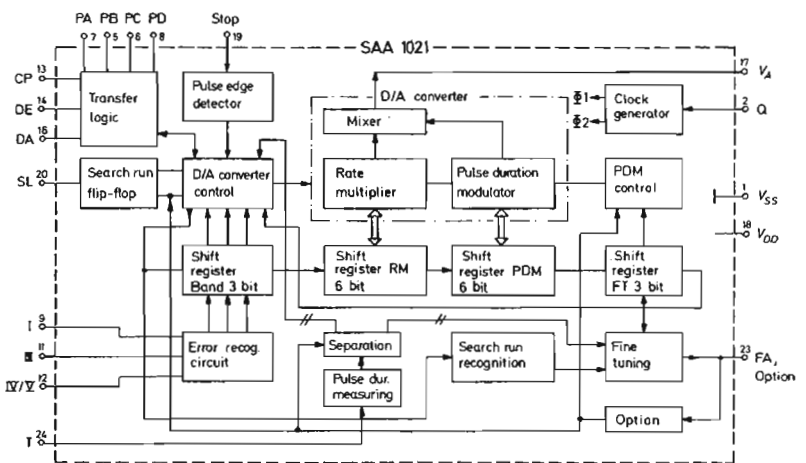 PA PB PC PD Stop
7 5 6 8 19
SAA 1021
CP 13
DE 14
DA 16
SL 20
Transfer
logic
Pulse edge
detector
D/A converter
Mixer
Φ1
Φ2
Clock
generator
17 VA
2 Q
Search run
flip-flop
D/A converter
control
Rate
multiplier
Pulse duration
modulator
PDM
control
1 VSS
18 VDD
Shift
register
Band 3 bit
Shift
register RM
6 bit
Shift
register PDM
6 bit
Shift
register FT 3 bit
I 9
III 11
IV/V 12
Error recog.
circuit
Separation
Search run
recognition
Fine
tuning
23 FA,
Option
Pulse dur.
measuring
Option
24